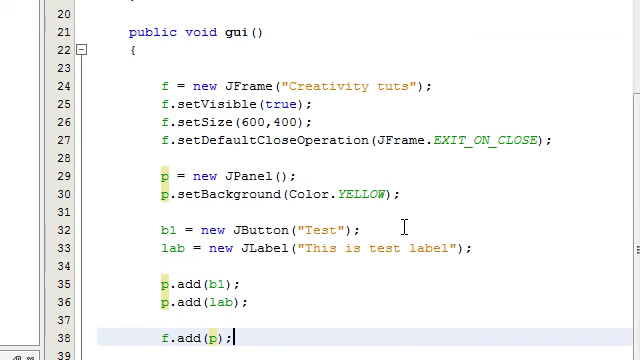 20
21 public void gui()
22 {
23
24 f = new JFrame("Creativity tuts");
25 f.setVisible(true);
26 f.setSize(600,400);
27 f.setDefaultCloseOperation(JFrame.EXIT_ON_CLOSE);
28
29 p = new JPanel();
30 p.setBackground(Color.YELLOW);
31
32 b1 = new JButton("Test");
33 lab = new JLabel("This is test label");
34
35 p.add(b1);
36 p.add(lab);
37
38 f.add(p);
39